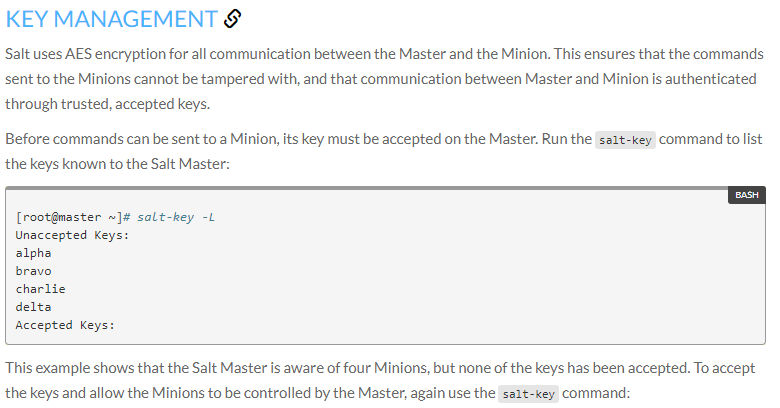 KEY MANAGEMENT
Salt uses AES encryption for all communication between the Master and the Minion. This ensures that the commands
sent to the Minions cannot be tampered with, and that communication between Master and Minion is authenticated
through trusted, accepted keys.
Before commands can be sent to a Minion, its key must be accepted on the Master. Run the salt-key command to list
the keys known to the Salt Master:
BASH
[root@master ~]# salt-key -L
Unaccepted Keys:
alpha
bravo
charlie
delta
Accepted Keys:
This example shows that the Salt Master is aware of four Minions, but none of the keys has been accepted. To accept
the keys and allow the Minions to be controlled by the Master, again use the salt-key command: